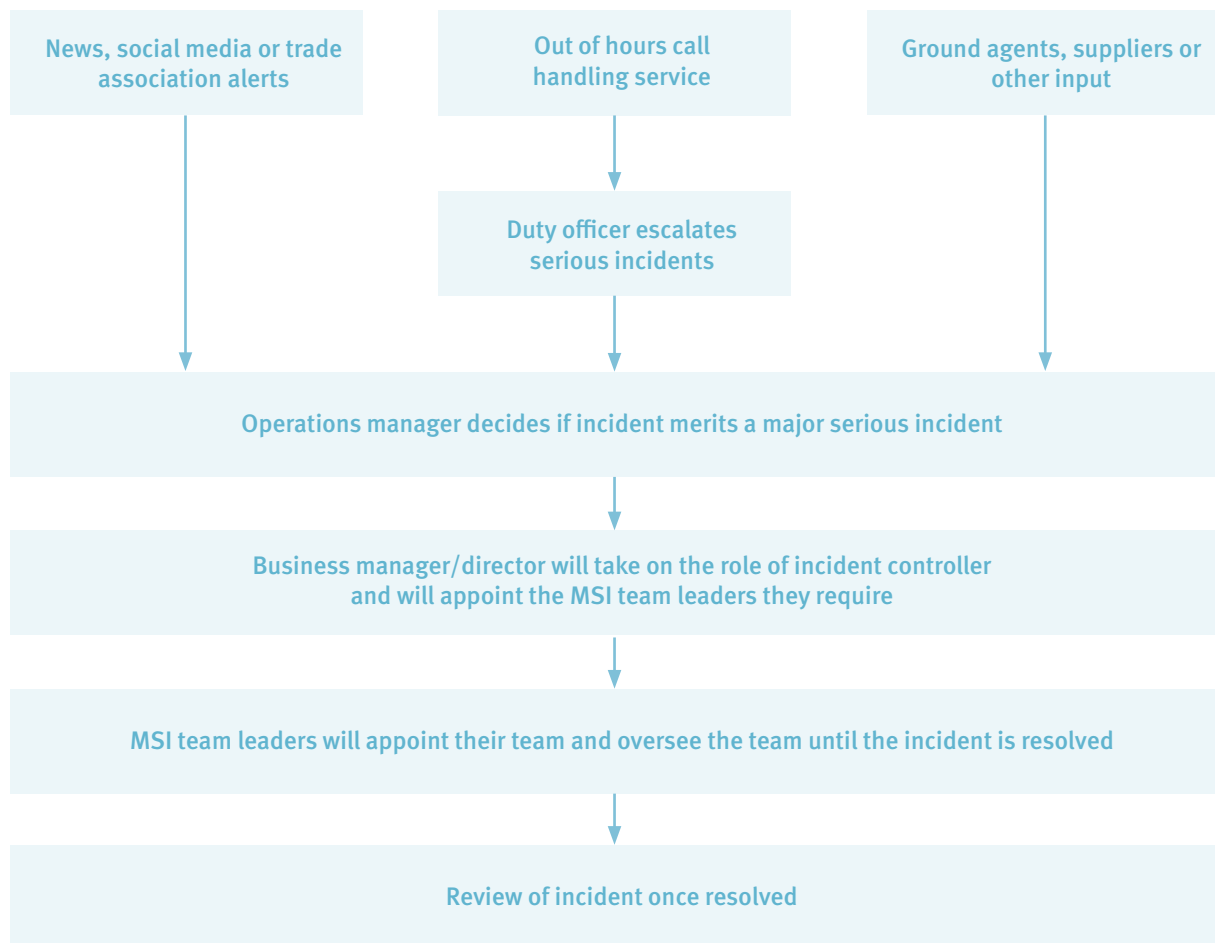 News, social media or trade
association alerts
Out of hours call
handling service
Ground agents, suppliers or
other input
Duty officer escalates
serious incidents
Operations manager decides if incident merits a major serious incident
Business manager/director will take on the role of incident controller
and will appoint the MSI team leaders they require
MSI team leaders will appoint their team and oversee the team until the incident is resolved
Review of incident once resolved